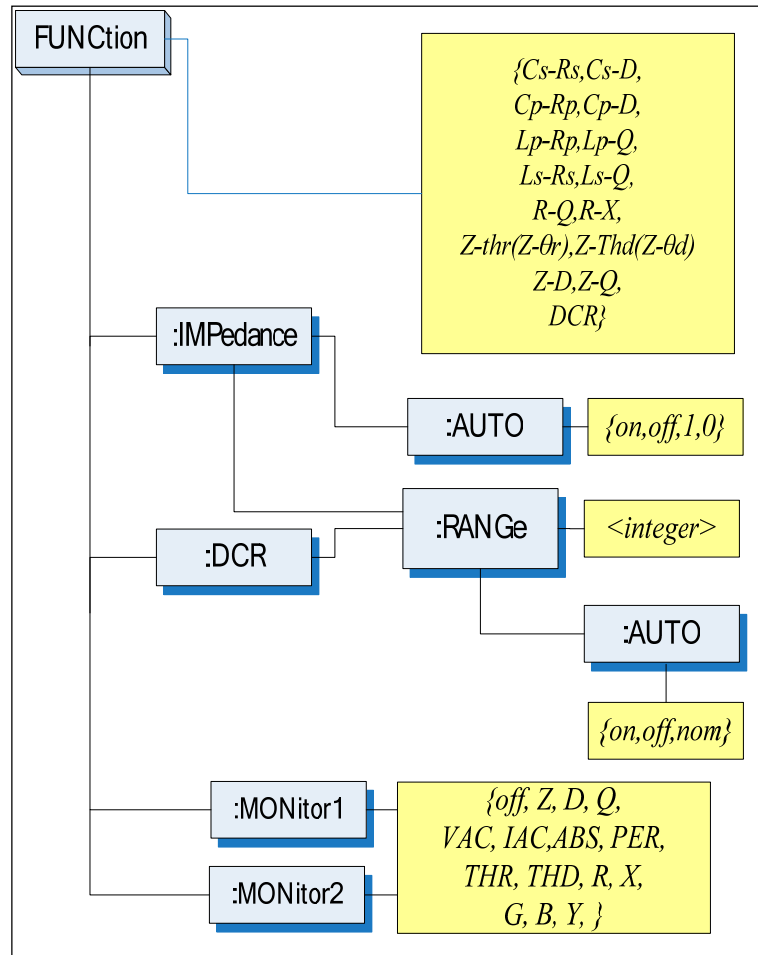 FUNCtion
{Cs-Rs,Cs-D,
Cp-Rp,Cp-D,
Lp-Rp,Lp-Q,
Ls-Rs,Ls-Q,
R-Q,R-X,
Z-thr(Z-θr),Z-Thd(Z-θd)
Z-D,Z-Q,
DCR}
:IMPedance
:AUTO
{on,off,1,0}
:RANGe
<integer>
:DCR
:AUTO
{on,off,nom}
:MONitor1
{off, Z, D, Q,
VAC, IAC,ABS, PER,
THR, THD, R, X,
G, B, Y, }
:MONitor2